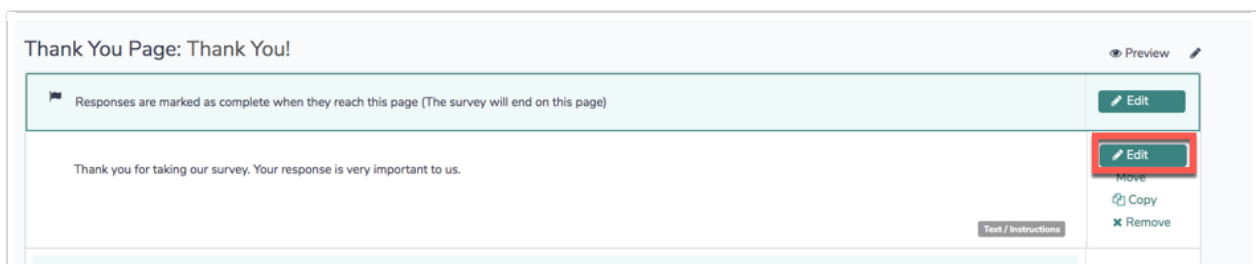 Thank You Page: Thank You!
Preview
Responses are marked as complete when they reach this page (The survey will end on this page)
Edit
Thank you for taking our survey. Your response is very important to us.
Edit
Move
Copy
Remove
Text / Instructions